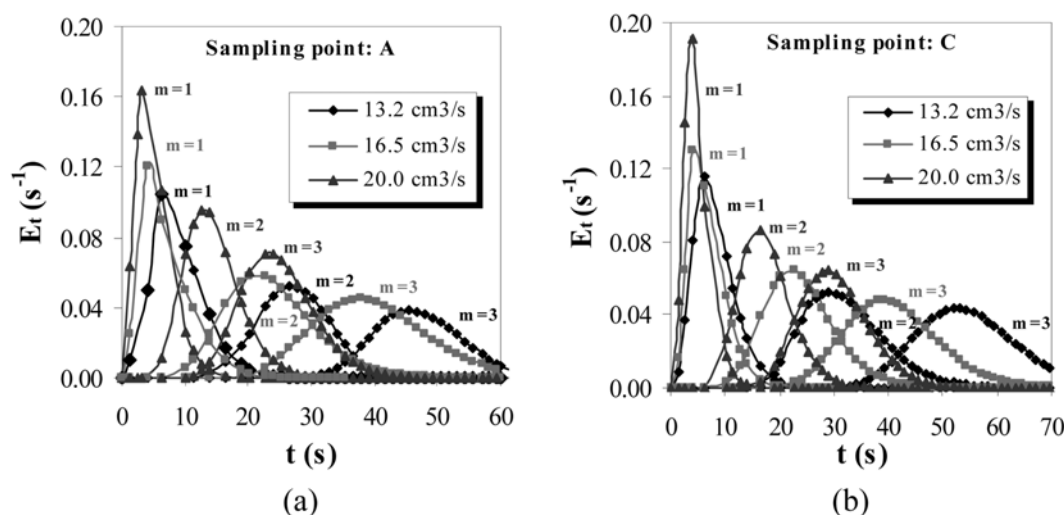 Sampling point: A
0.20
0.16
0.12
0.08
0.04
0.00
Et (s-1)
m=1
m=1
m=1
m=2
m=3
m=2
m=2
m=3
m=3
13.2 cm3/s
16.5 cm3/s
20.0 cm3/s
0 10 20 30 40 50 60
t (s)
(a)
Sampling point: C
0.20
0.16
0.12
0.08
0.04
0.00
Et (s-1)
m=1
m=1
m=1
m=2
m=2
m=3
m=3
m=2
m=3
13.2 cm3/s
16.5 cm3/s
20.0 cm3/s
0 10 20 30 40 50 60 70
t (s)
(b)